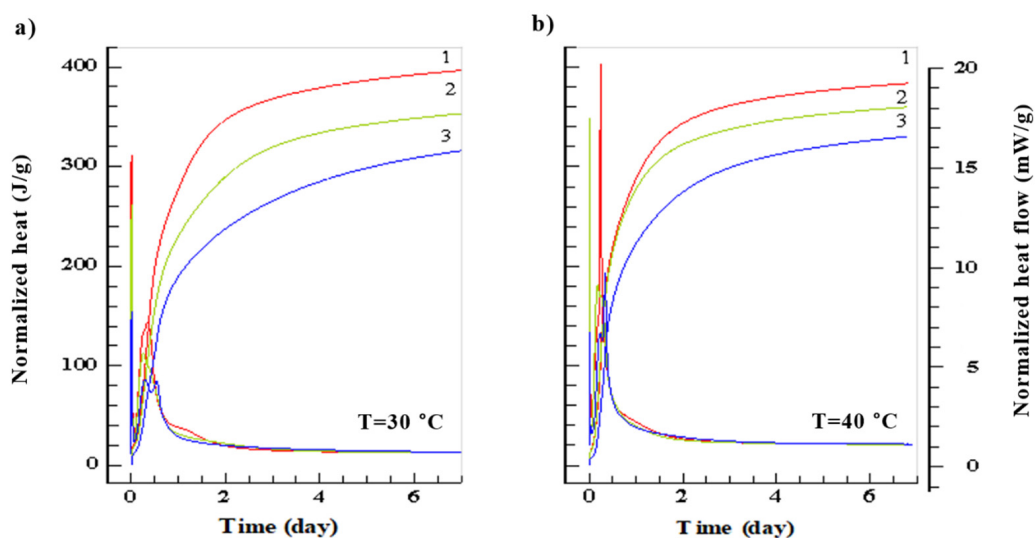 a)
400
300
200
100
0
Normalized heat (J/g)
1
2
3
T=30 °C
0 2 4 6
Time (day)
b)
1
2
3
T=40 °C
0 2 4 6
Time (day)
20
15
10
5
0
Normalized heat flow (mW/g)